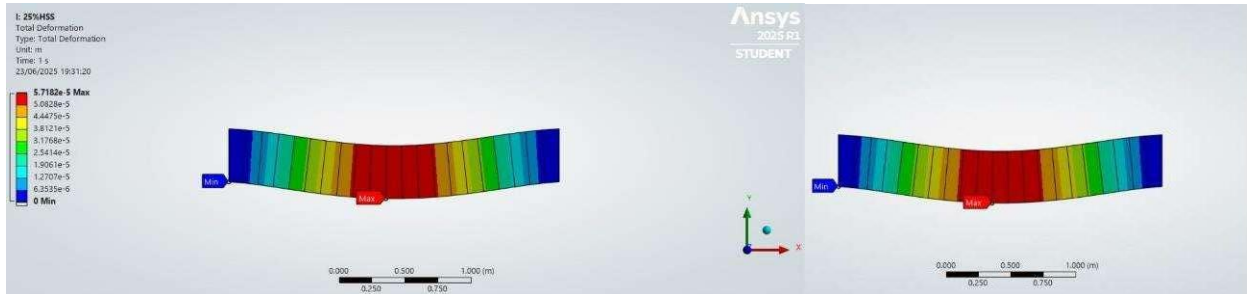 I: 25%HSS
Total Deformation
Type: Total Deformation
Unit: m
Time: 1 s
23/06/2025 19:31:20
5.7182e-5 Max
5.0828e-5
4.4475e-5
3.8121e-5
3.1768e-5
2.5414e-5
1.9061e-5
1.2707e-5
6.3535e-6
0 Min
Min
Max
0.000 0.500 1.000 (m)
0.250 0.750
Ansys
2025 R1
STUDENT
Y
X
Min
Max
0.000 0.500 1.000 (m)
0.250 0.750